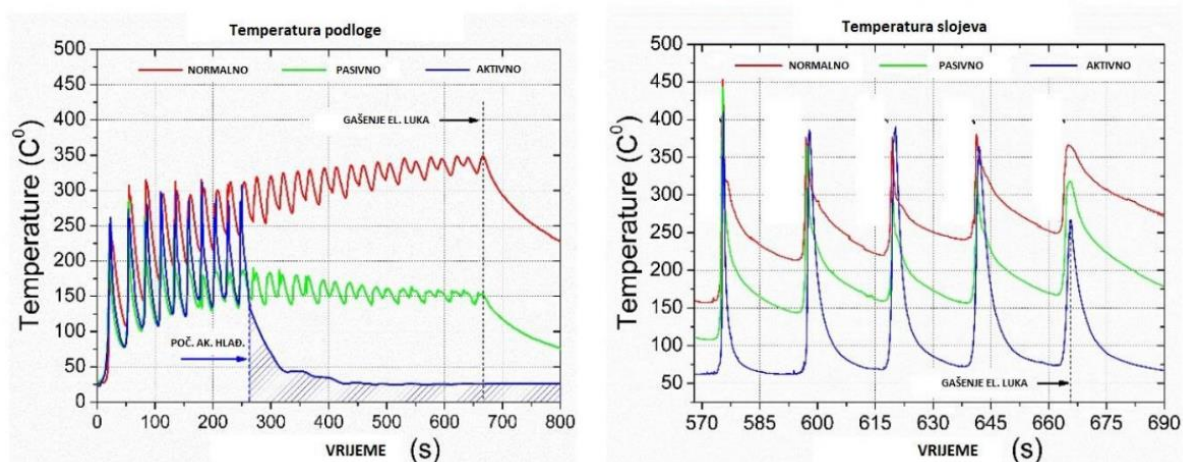 Temperatura podloge
500
450
400
350
300
250
200
150
100
50
0
Temperature (C⁰)
NORMALNO PASIVNO AKTIVNO
GAŠENJE EL. LUKA
POČ. AK. HLAĐ.
0 100 200 300 400 500 600 700 800
VRIJEME (s)
Temperatura slojeva
500
450
400
350
300
250
200
150
100
50
Temperature (C⁰)
NORMALNO PASIVNO AKTIVNO
GAŠENJE EL. LUKA
570 585 600 615 630 645 660 675 690
VRIJEME (s)